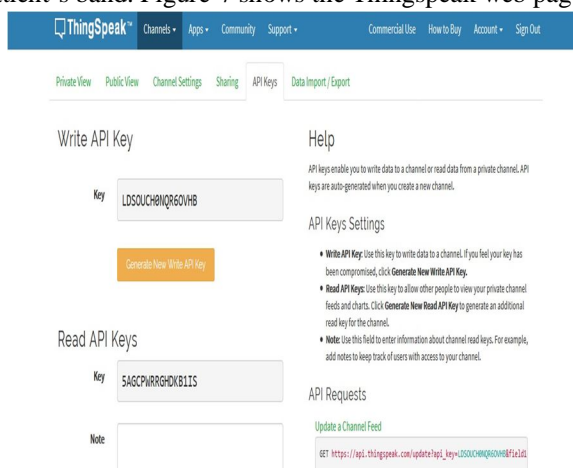 ient's band. Figure 4 shows the Thingspeak web pag
ThingSpeak™ Channels Apps Community Support Commercial Use How to Buy Account Sign Out
Private View Public View Channel Settings Sharing API Keys Data Import / Export
Write API Key
Key LDSOUCH0NQR6OVHB
Generate New Write API Key
Read API Keys
Key 5AGCPWRRGHDKB1IS
Note
Help
API keys enable you to write data to a channel or read data from a private channel. API
keys are auto-generated when you create a new channel.
API Keys Settings
• Write API Key: Use this key to write data to a channel. If you feel your key has
been compromised, click Generate New Write API Key.
• Read API Keys: Use this key to allow other people to view your private channel
feeds and charts. Click Generate New Read API Key to generate an additional
read key for the channel.
• Note: Use this field to enter information about channel read keys. For example,
add notes to keep track of users with access to your channel.
API Requests
Update a Channel Feed
GET https://api.thingspeak.com/update?api_key=LDSOUCH0NQR6OVHB&field1